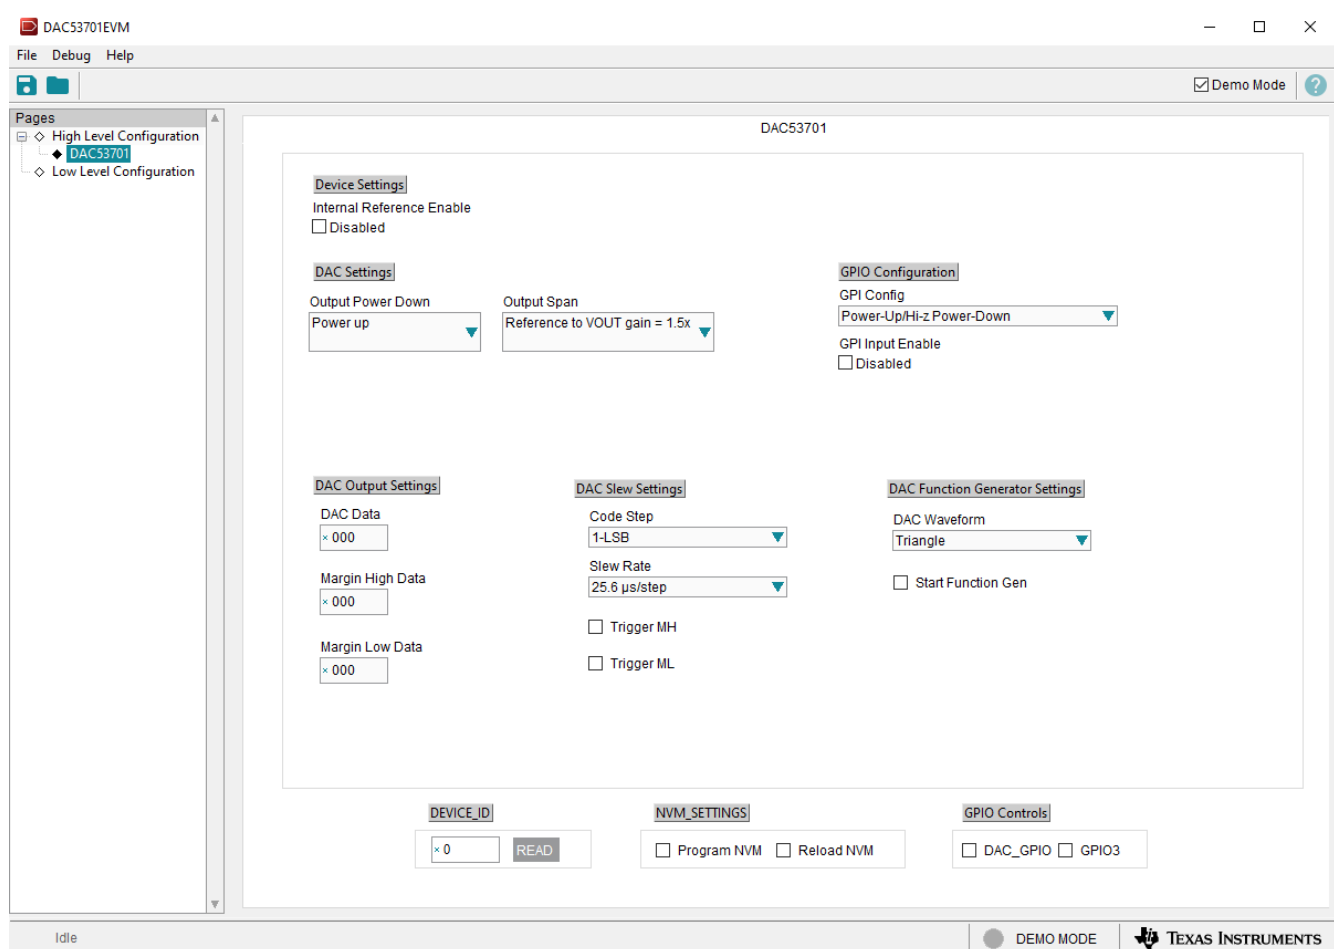 DAC53701EVM
File Debug Help
Demo Mode
Pages
High Level Configuration
DAC53701
Low Level Configuration
DAC53701
Device Settings
Internal Reference Enable
Disabled
DAC Settings
Output Power Down
Power up
Output Span
Reference to VOUT gain = 1.5x
GPIO Configuration
GPI Config
Power-Up/Hi-z Power-Down
GPI Input Enable
Disabled
DAC Output Settings
DAC Data
× 000
Margin High Data
× 000
Margin Low Data
× 000
DAC Slew Settings
Code Step
1-LSB
Slew Rate
25.6 µs/step
Trigger MH
Trigger ML
DAC Function Generator Settings
DAC Waveform
Triangle
Start Function Gen
DEVICE_ID
× 0 READ
NVM_SETTINGS
Program NVM Reload NVM
GPIO Controls
DAC_GPIO GPIO3
Idle
DEMO MODE
TEXAS INSTRUMENTS